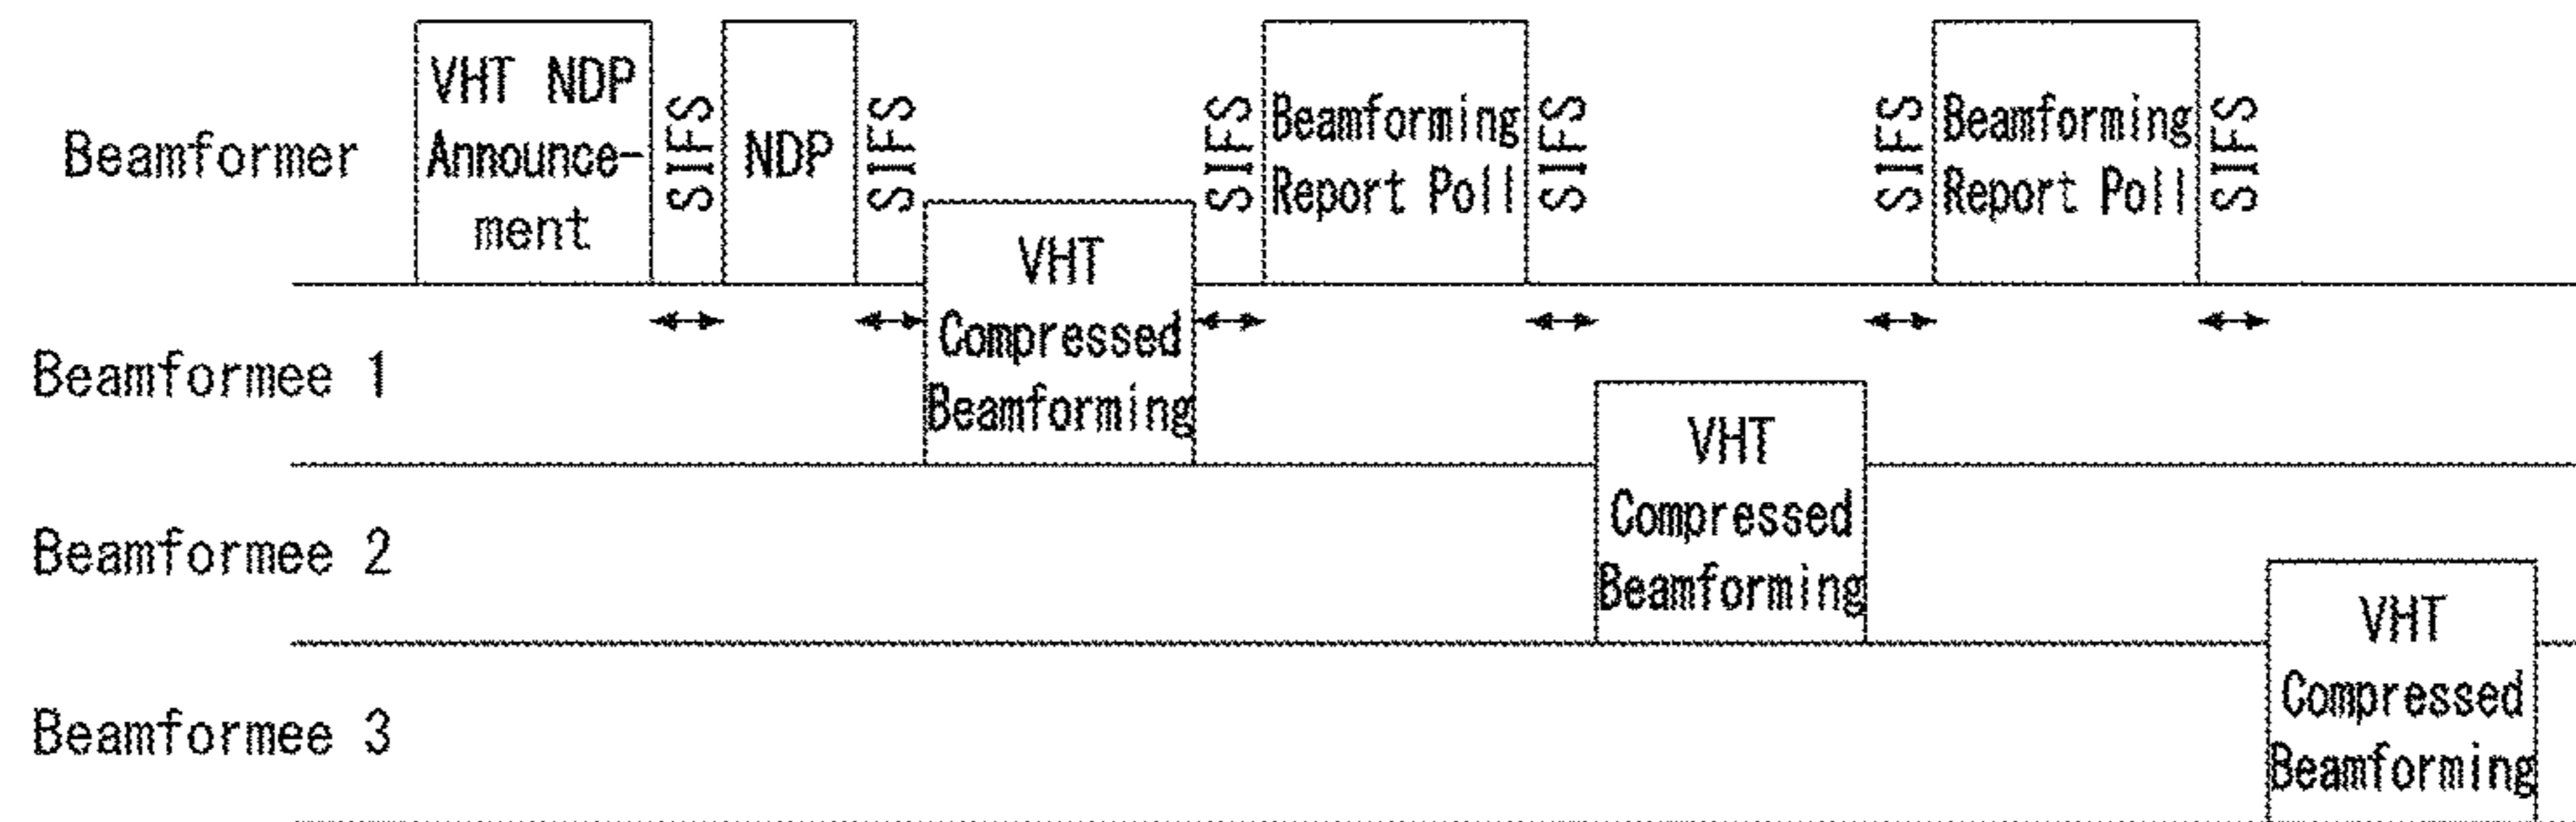 Beamformer
VHT NDP
Announce-
ment
SIFS
NDP
SIFS
SIFS
Beamforming
Report Poll
SIFS
SIFS
Beamforming
Report Poll
SIFS
Beamformee 1
VHT
Compressed
Beamforming
Beamformee 2
VHT
Compressed
Beamforming
Beamformee 3
VHT
Compressed
Beamforming